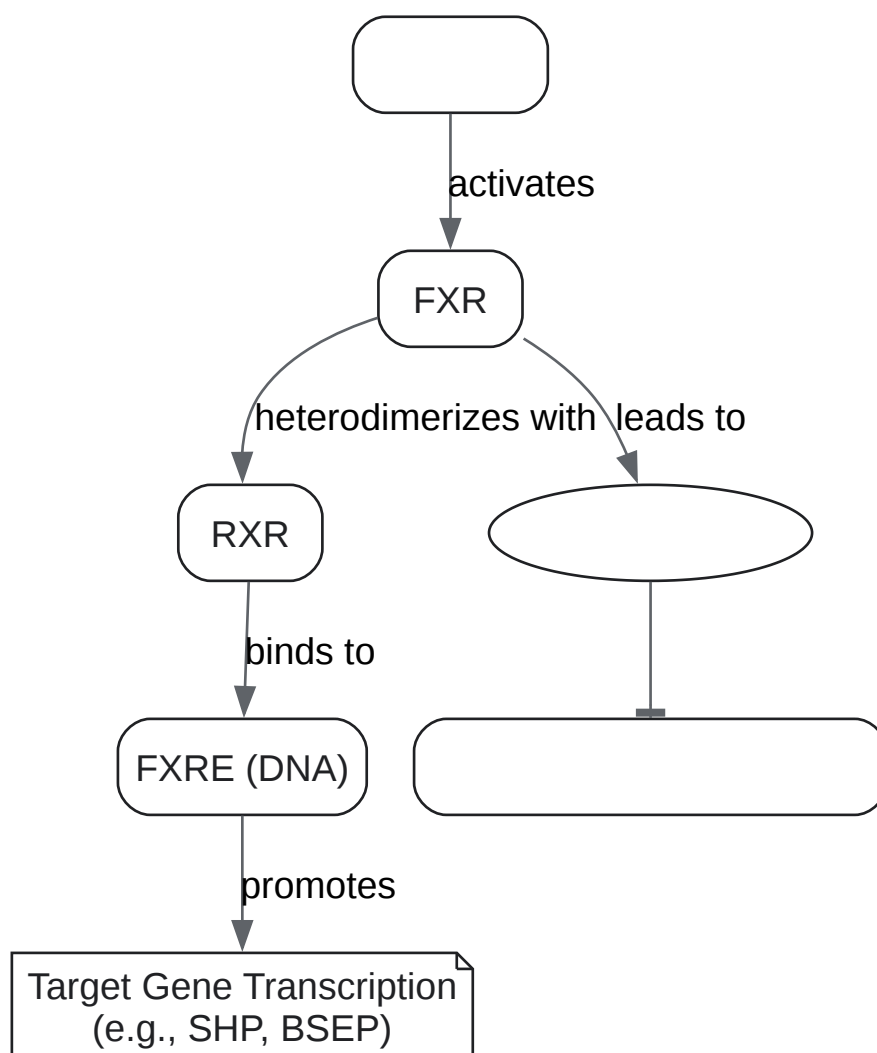 activates
FXR
heterodimerizes with
leads to
RXR
binds to
FXRE (DNA)
promotes
Target Gene Transcription
(e.g., SHP, BSEP)